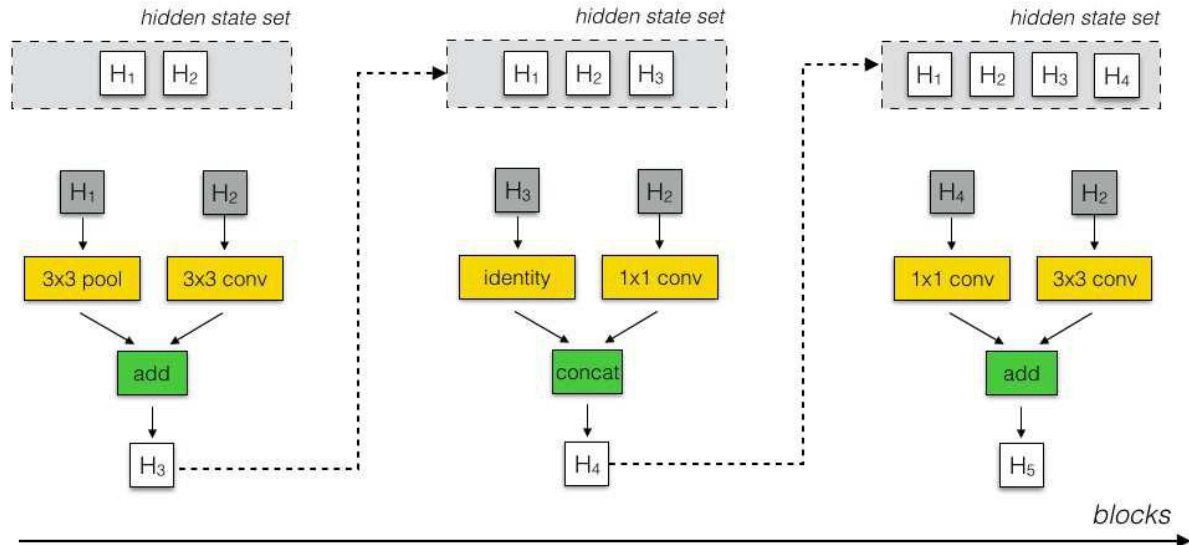 hidden state set hidden state set hidden state set
H₁ H₂ H₁ H₂ H₃ H₁ H₂ H₃ H₄
H₁ H₂ H₃ H₂ H₄ H₂
3x3 pool 3x3 conv identity 1x1 conv 1x1 conv 3x3 conv
add concat add
H₃ H₄ H₅
blocks